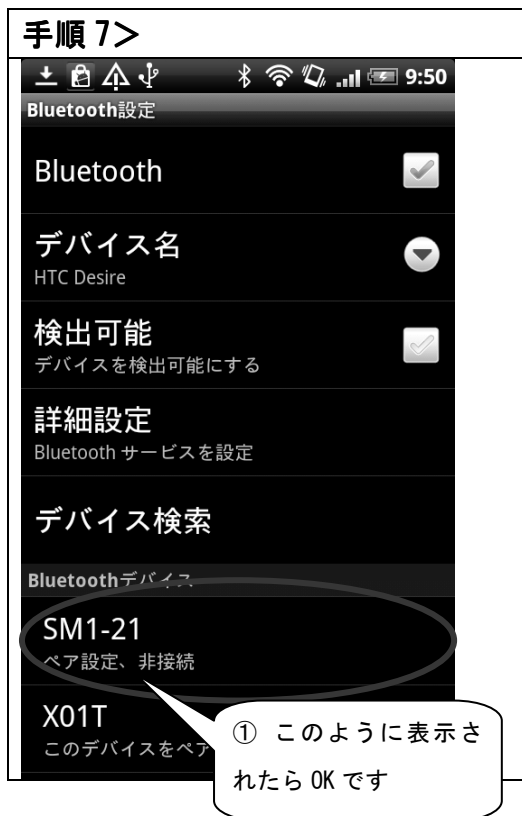 手順 7＞
9:50
Bluetooth設定
Bluetooth
デバイス名
HTC Desire
検出可能
デバイスを検出可能にする
詳細設定
Bluetooth サービスを設定
デバイス検索
Bluetoothデバイス
SM1-21
ペア設定、非接続
X01T
このデバイスをペア
① このように表示さ
れたら OK です